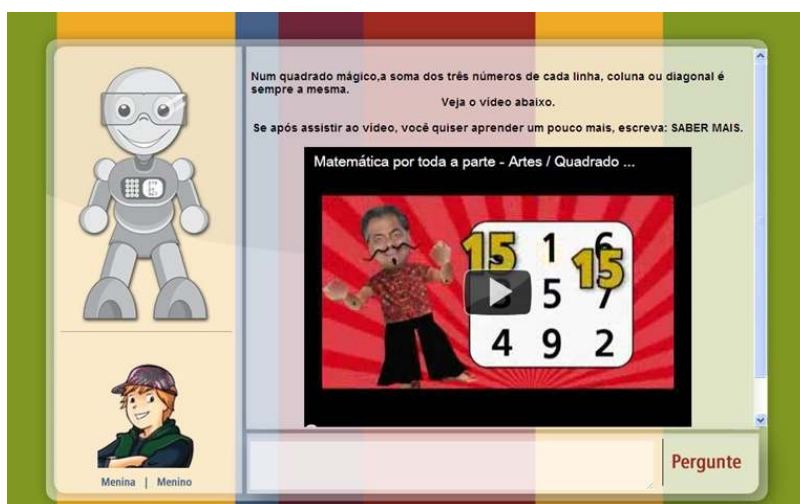 Num quadrado mágico,a soma dos três números de cada linha, coluna ou diagonal é
sempre a mesma.
Veja o vídeo abaixo.
Se após assistir ao vídeo, você quiser aprender um pouco mais, escreva: SABER MAIS.
Matemática por toda a parte - Artes / Quadrado ...
15 1 6
15
5 7
4 9 2
Pergunte
Menina | Menino